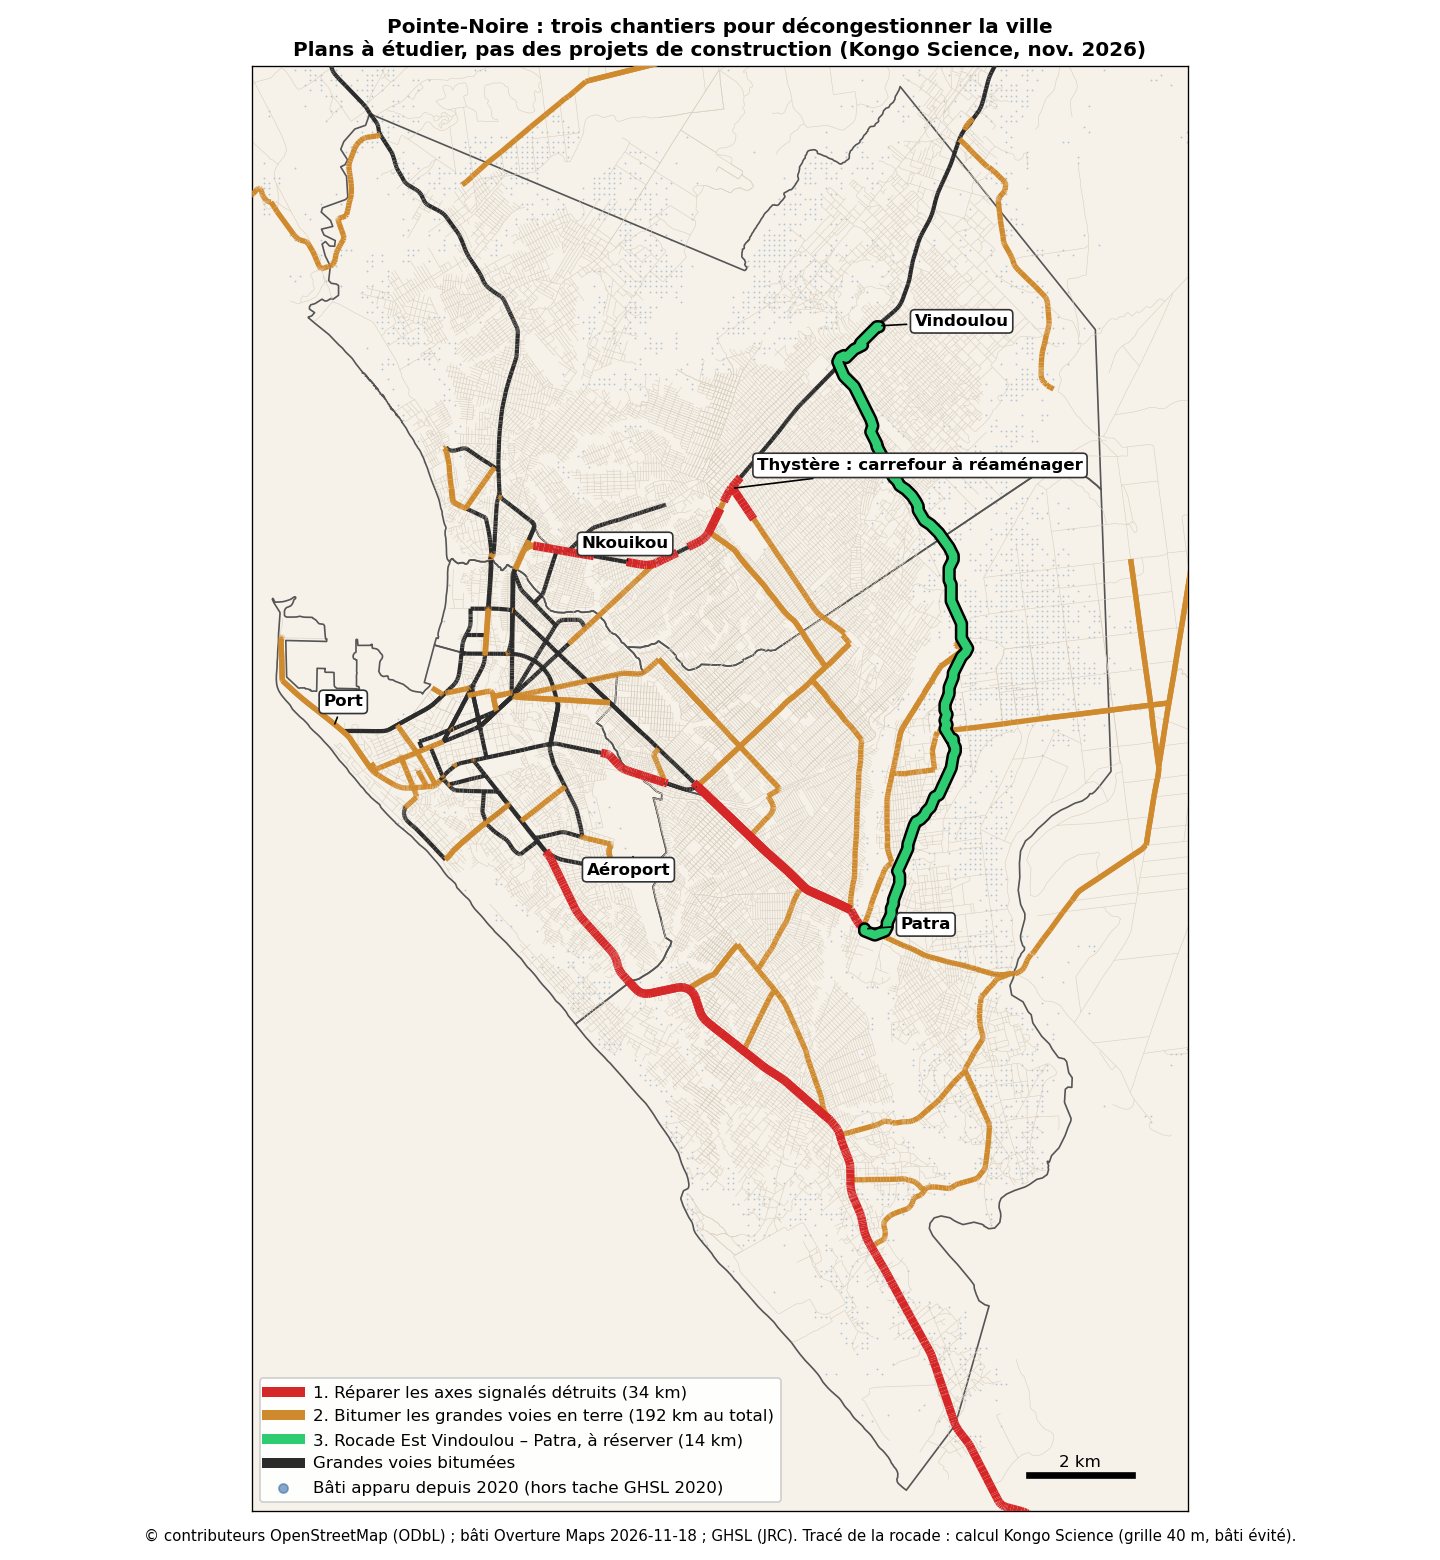 Pointe-Noire : trois chantiers pour décongestionner la ville
Plans à étudier, pas des projets de construction (Kongo Science, nov. 2026)
Vindoulou
Thystère : carrefour à réaménager
Nkouikou
Port
Aéroport
Patra
1. Réparer les axes signalés détruits (34 km)
2. Bitumer les grandes voies en terre (192 km au total)
3. Rocade Est Vindoulou – Patra, à réserver (14 km)
Grandes voies bitumées
Bâti apparu depuis 2020 (hors tache GHSL 2020)
2 km
© contributeurs OpenStreetMap (ODbL) ; bâti Overture Maps 2026-11-18 ; GHSL (JRC). Tracé de la rocade : calcul Kongo Science (grille 40 m, bâti évité).